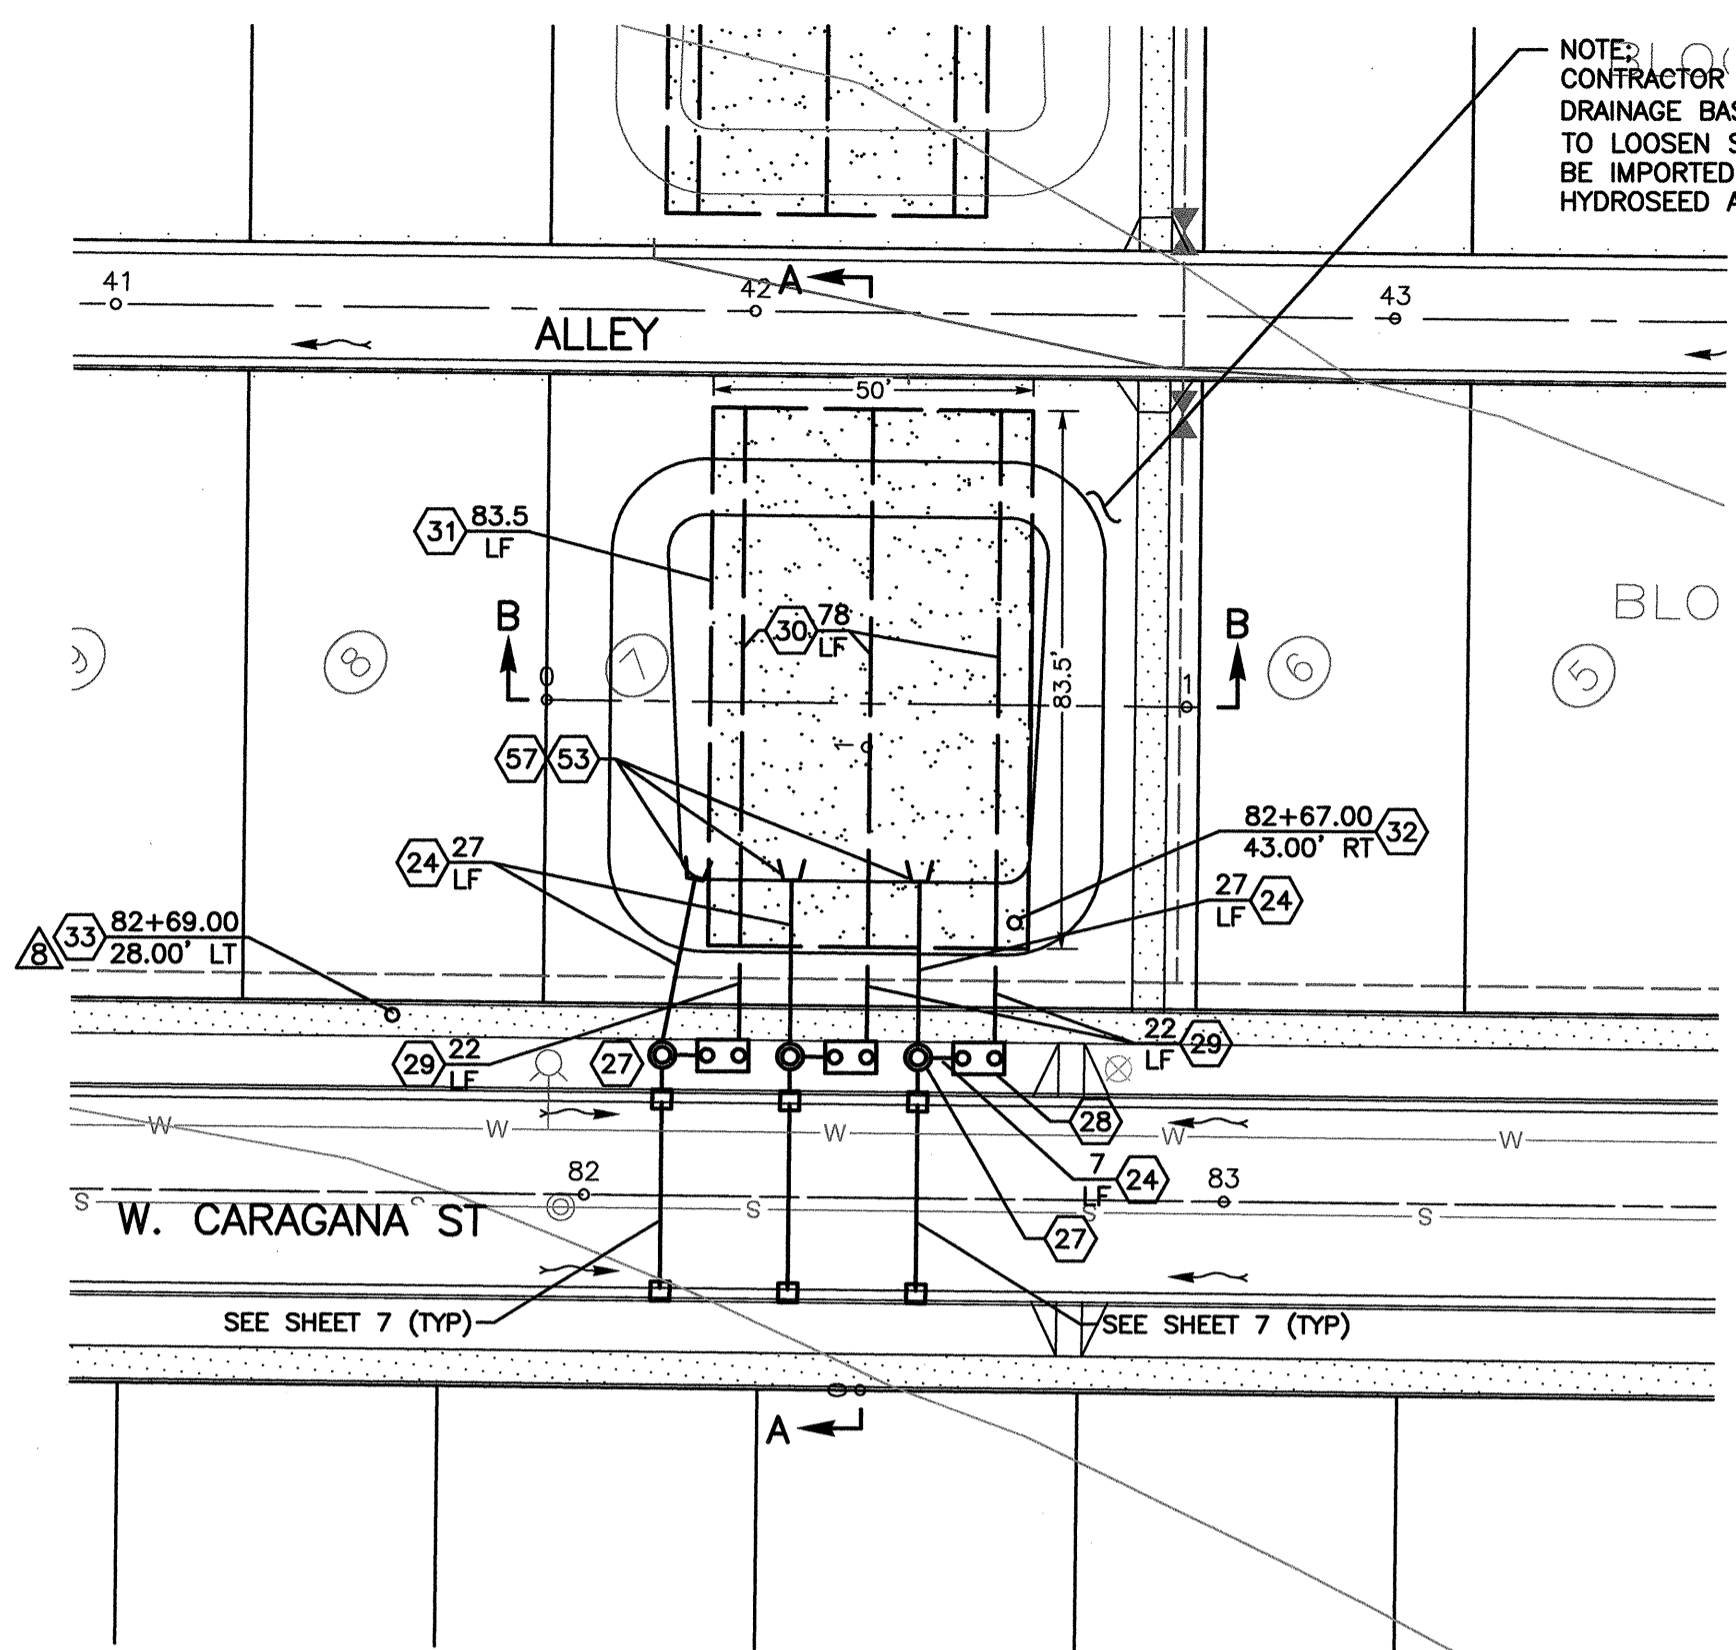 NOTE;
CONTRACTOR
DRAINAGE BAS
TO LOOSEN S
BE IMPORTED
HYDROSEED A
BLO
41
42
A
43
ALLEY
50'
31
83.5
LF
30
78
LF
83.5'
B
B
BLO
9
8
7
0
1
6
5
1
57
53
82+67.00
43.00' RT
32
24
27
LF
27
LF
24
8
33
82+69.00
28.00' LT
29
22
LF
27
22
LF
29
28
W
W
W
W
W
7
LF
24
82
83
S
S
S
S
W. CARAGANA ST
27
SEE SHEET 7 (TYP)
SEE SHEET 7 (TYP)
0
A